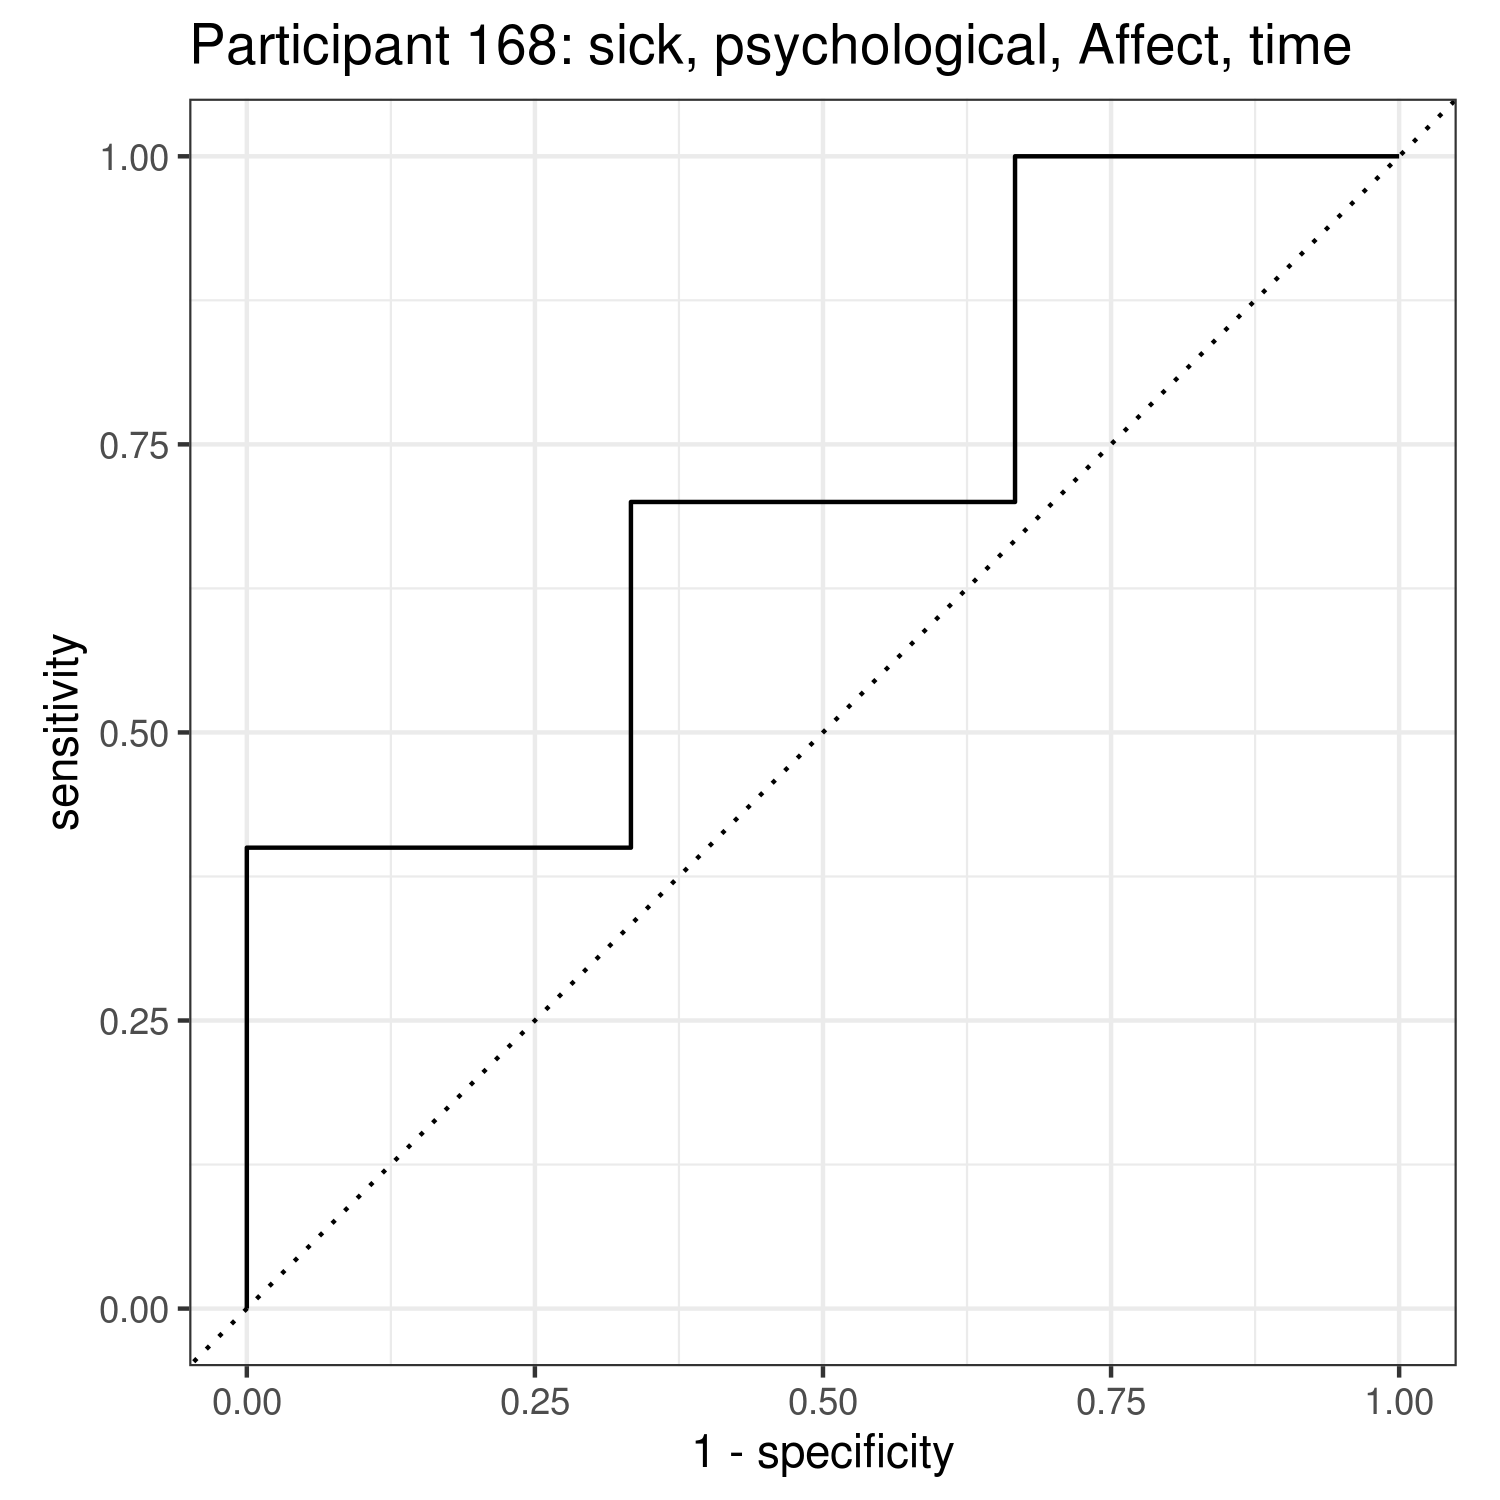 Participant 168: sick, psychological, Affect, time
1.00
0.75
0.50
0.25
0.00
sensitivity
0.00 0.25 0.50 0.75 1.00
1 - specificity